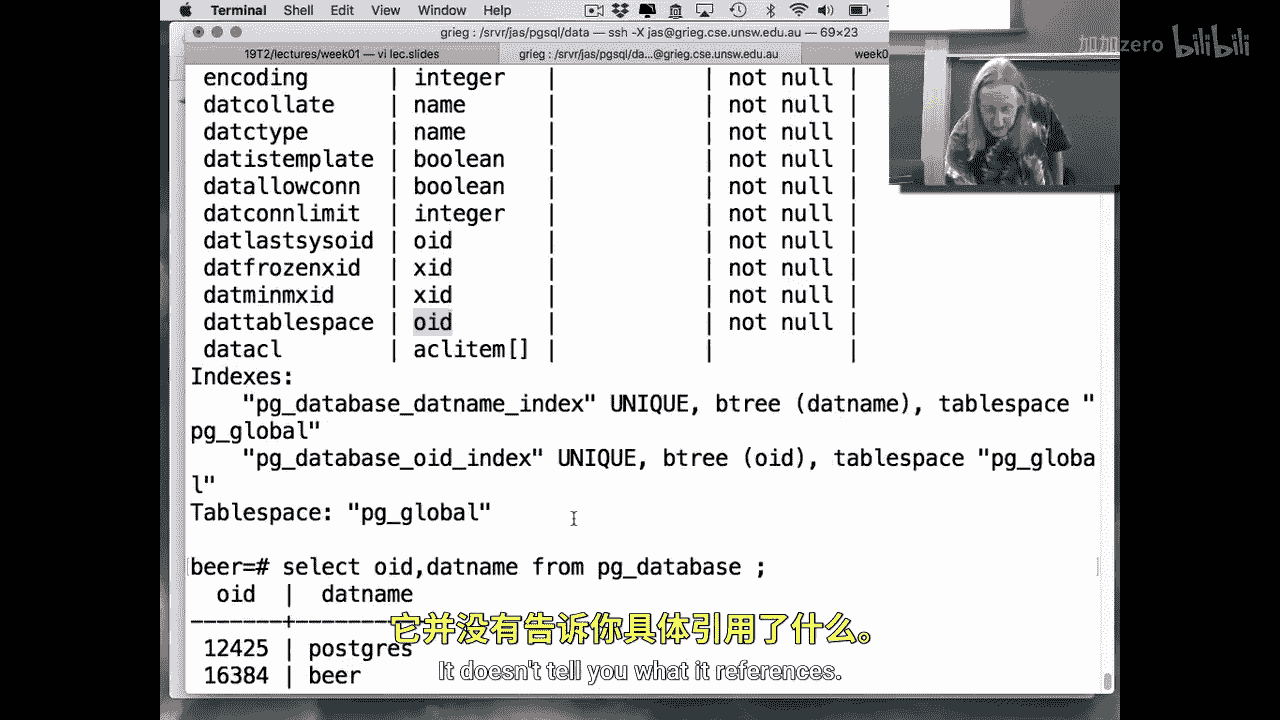 Terminal Shell Edit View Window Help
grieg : /srvr/jas/pgsql/data — ssh -X jas@grieg.cse.unsw.edu.au — 69×23
19T2/lectures/week01 — vi lec.slides
grieg : /srvr/jas/pgsql/da...@grieg.cse.unsw.edu.au
week0
加加zero bilibili
encoding | integer | | not null |
datcollate | name | | not null |
datctype | name | | not null |
datistemplate | boolean | | not null |
datallowconn | boolean | | not null |
datconnlimit | integer | | not null |
datlastsysoid | oid | | not null |
datfrozenxid | xid | | not null |
datminmxid | xid | | not null |
dattablespace | oid | | not null |
datacl | aclitem[] | | |
Indexes:
"pg_database_datname_index" UNIQUE, btree (datname), tablespace "
pg_global"
"pg_database_oid_index" UNIQUE, btree (oid), tablespace "pg_globa
l"
Tablespace: "pg_global"
beer=# select oid,datname from pg_database ;
oid | datname
12425 | postgres
16384 | beer
它并没有告诉你具体引用了什么。
It doesn't tell you what it references.